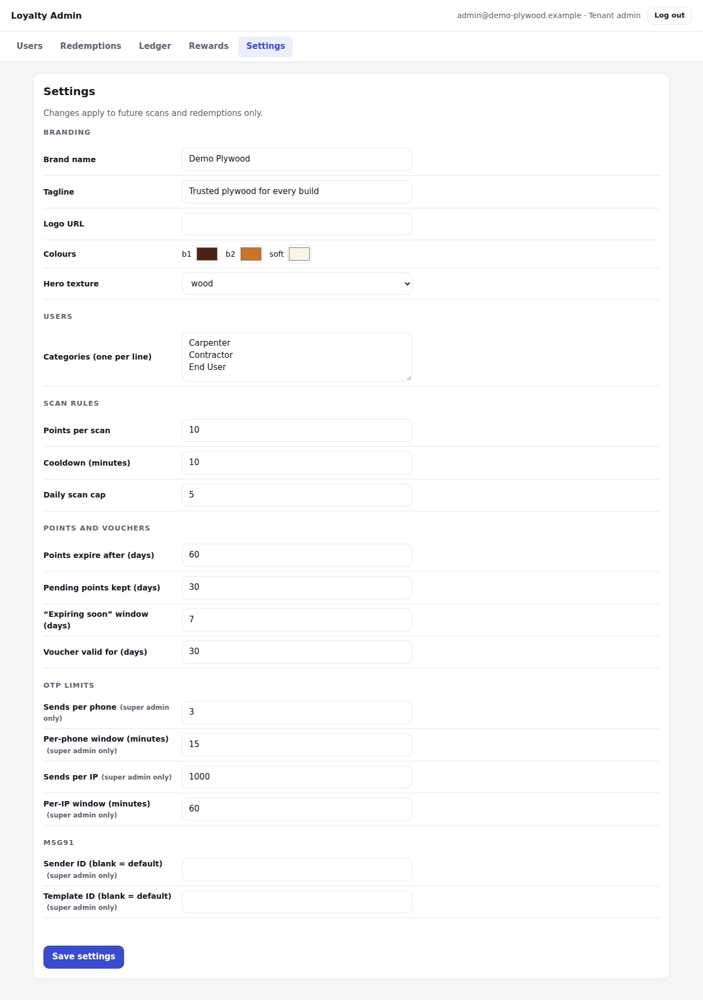 Loyalty Admin
admin@demo-plywood.example · Tenant admin
Log out
Users
Redemptions
Ledger
Rewards
Settings
Settings
Changes apply to future scans and redemptions only.
BRANDING
Brand name
Demo Plywood
Tagline
Trusted plywood for every build
Logo URL
Colours
b1
b2
soft
Hero texture
wood
USERS
Categories (one per line)
Carpenter
Contractor
End User
SCAN RULES
Points per scan
10
Cooldown (minutes)
10
Daily scan cap
5
POINTS AND VOUCHERS
Points expire after (days)
60
Pending points kept (days)
30
“Expiring soon” window
(days)
7
Voucher valid for (days)
30
OTP LIMITS
Sends per phone (super admin
only)
3
Per-phone window (minutes)
(super admin only)
15
Sends per IP (super admin only)
1000
Per-IP window (minutes)
(super admin only)
60
MSG91
Sender ID (blank = default)
(super admin only)
Template ID (blank = default)
(super admin only)
Save settings